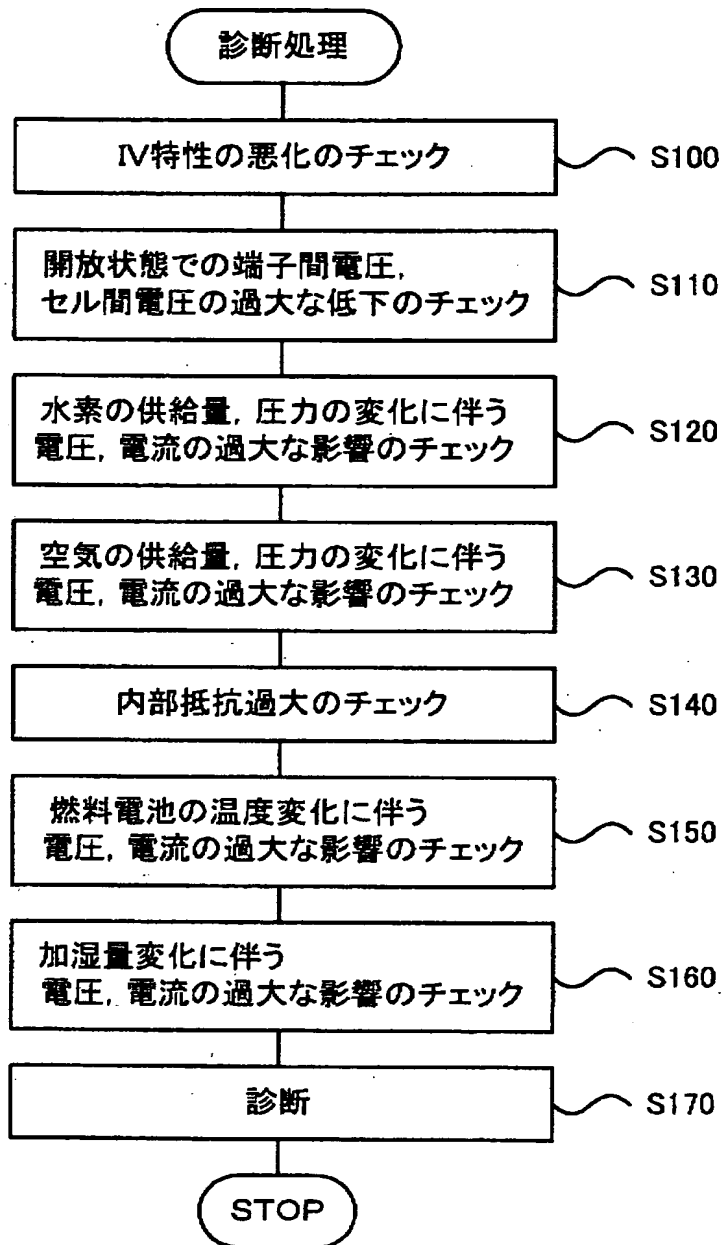 診断処理
IV特性の悪化のチェック
S100
開放状態での端子間電圧,
セル間電圧の過大な低下のチェック
S110
水素の供給量, 圧力の変化に伴う
電圧, 電流の過大な影響のチェック
S120
空気の供給量, 圧力の変化に伴う
電圧, 電流の過大な影響のチェック
S130
内部抵抗過大のチェック
S140
燃料電池の温度変化に伴う
電圧, 電流の過大な影響のチェック
S150
加湿量変化に伴う
電圧, 電流の過大な影響のチェック
S160
診断
S170
STOP